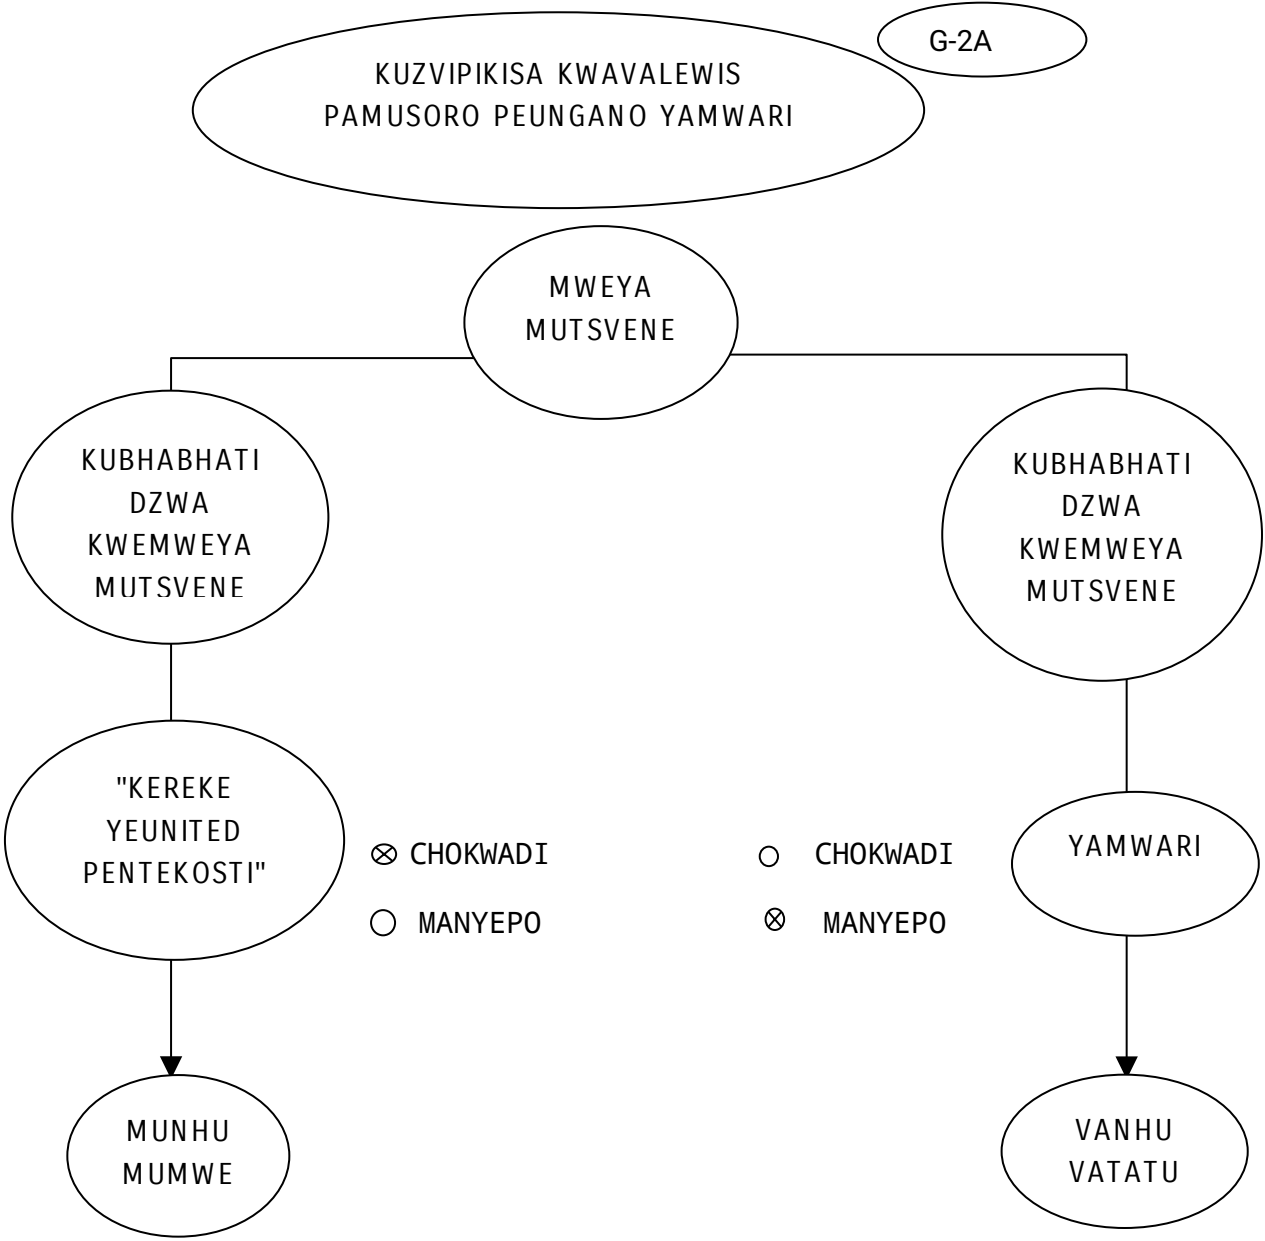 G-2A
KUZVIPIKISA KWAVALEWIS
PAMUSORO PEUNGANO YAMWARI
MWEYA
MUTSVENE
KUBHABHATI
DZWA
KWEMWEYA
MUTSVENE
KUBHABHATI
DZWA
KWEMWEYA
MUTSVENE
"KEREKE
YEUNITED
PENTEKOSTI"
CHOKWADI
MANYEPO
CHOKWADI
MANYEPO
YAMWARI
MUNHU
MUMWE
VANHU
VATATU